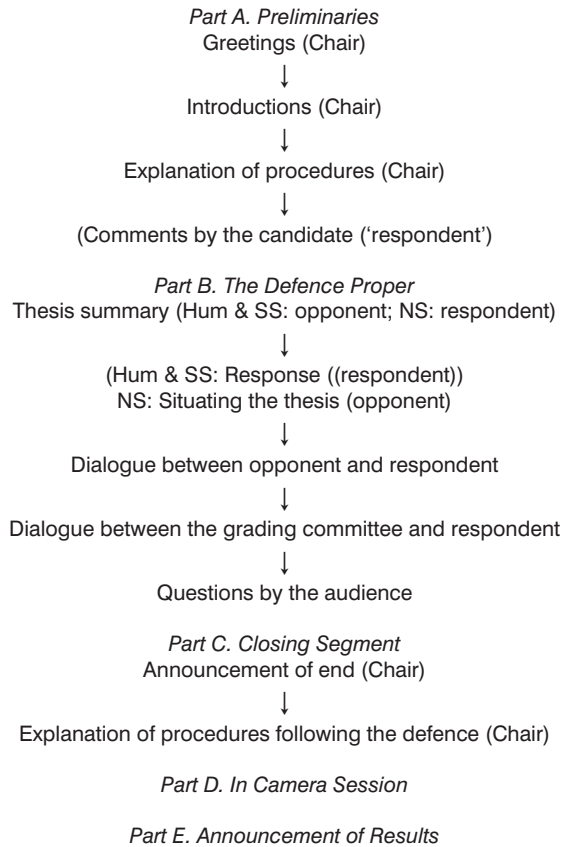 Part A. Preliminaries
Greetings (Chair)
↓
Introductions (Chair)
↓
Explanation of procedures (Chair)
↓
(Comments by the candidate (‘respondent’)
Part B. The Defence Proper
Thesis summary (Hum & SS: opponent; NS: respondent)
↓
(Hum & SS: Response ((respondent))
NS: Situating the thesis (opponent)
↓
Dialogue between opponent and respondent
↓
Dialogue between the grading committee and respondent
↓
Questions by the audience
Part C. Closing Segment
Announcement of end (Chair)
↓
Explanation of procedures following the defence (Chair)
Part D. In Camera Session
Part E. Announcement of Results